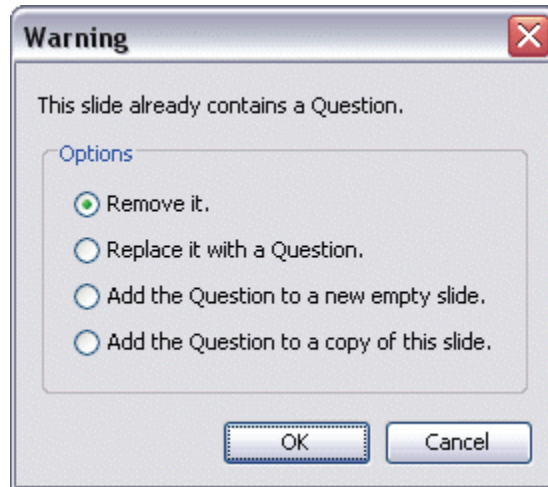 Warning
This slide already contains a Question.
Options
Remove it.
Replace it with a Question.
Add the Question to a new empty slide.
Add the Question to a copy of this slide.
OK Cancel